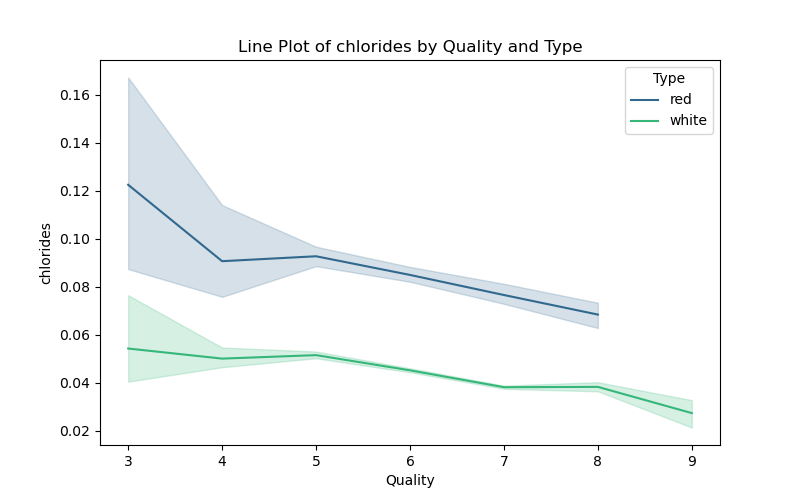 Line Plot of chlorides by Quality and Type
Type
red
white
chlorides
0.16
0.14
0.12
0.10
0.08
0.06
0.04
0.02
3 4 5 6 7 8 9
Quality